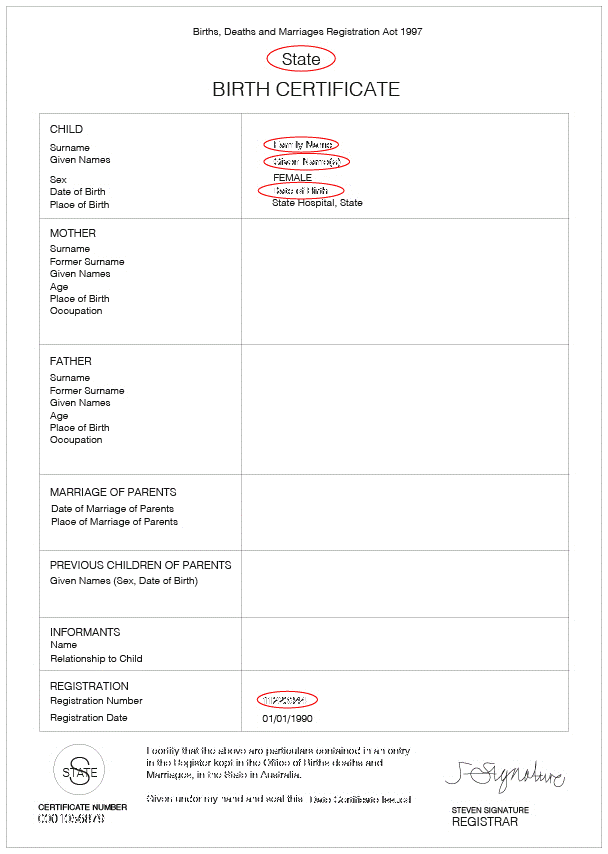 Births, Deaths and Marriages Registration Act 1997
State
BIRTH CERTIFICATE
CHILD
Surname Family Name
Given Names Given Name(s)
Sex FEMALE
Date of Birth Date of Birth
Place of Birth State Hospital, State
MOTHER
Surname
Former Surname
Given Names
Age
Place of Birth
Occupation
FATHER
Surname
Former Surname
Given Names
Age
Place of Birth
Occupation
MARRIAGE OF PARENTS
Date of Marriage of Parents
Place of Marriage of Parents
PREVIOUS CHILDREN OF PARENTS
Given Names (Sex, Date of Birth)
INFORMANTS
Name
Relationship to Child
REGISTRATION
Registration Number
Registration Date 01/01/1990
S
STATE
I certify that the above are particulars contained in an entry
in the Register kept in the Office of Births deaths and
Marriages, in the State in Australia.
Given under my hand and seal this Date Certificate Issued
CERTIFICATE NUMBER
S Signature
STEVEN SIGNATURE
REGISTRAR